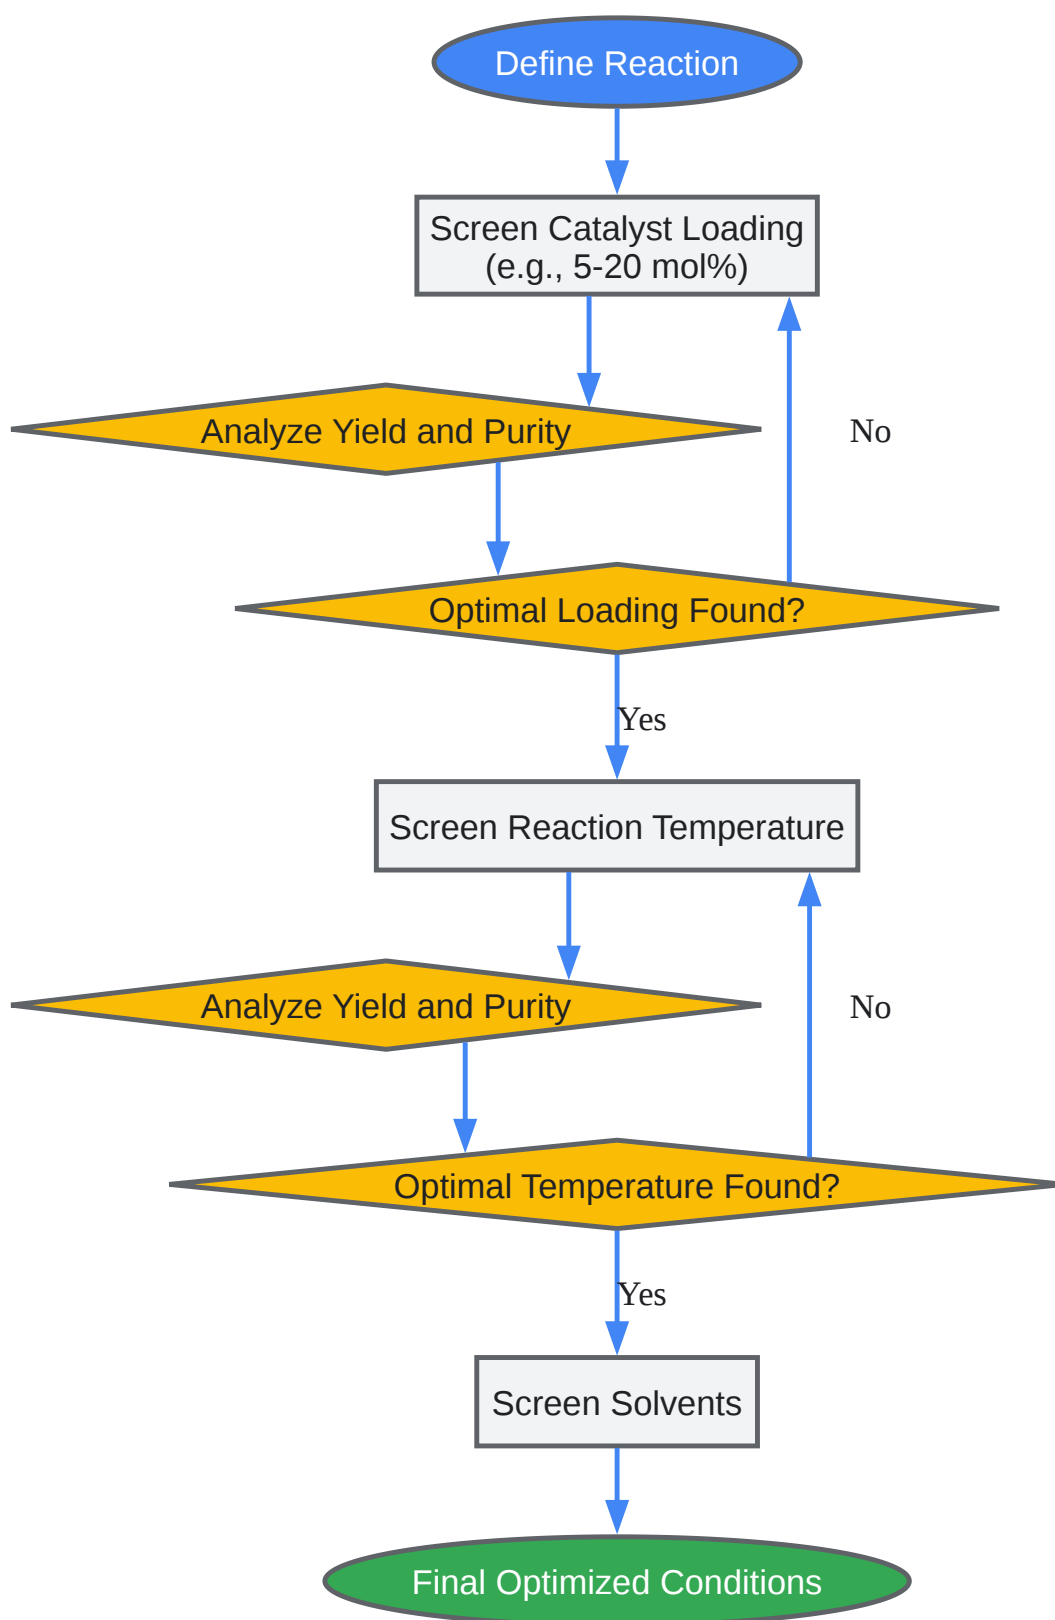 Define Reaction
Screen Catalyst Loading
(e.g., 5-20 mol%)
Analyze Yield and Purity
No
Optimal Loading Found?
Yes
Screen Reaction Temperature
Analyze Yield and Purity
No
Optimal Temperature Found?
Yes
Screen Solvents
Final Optimized Conditions